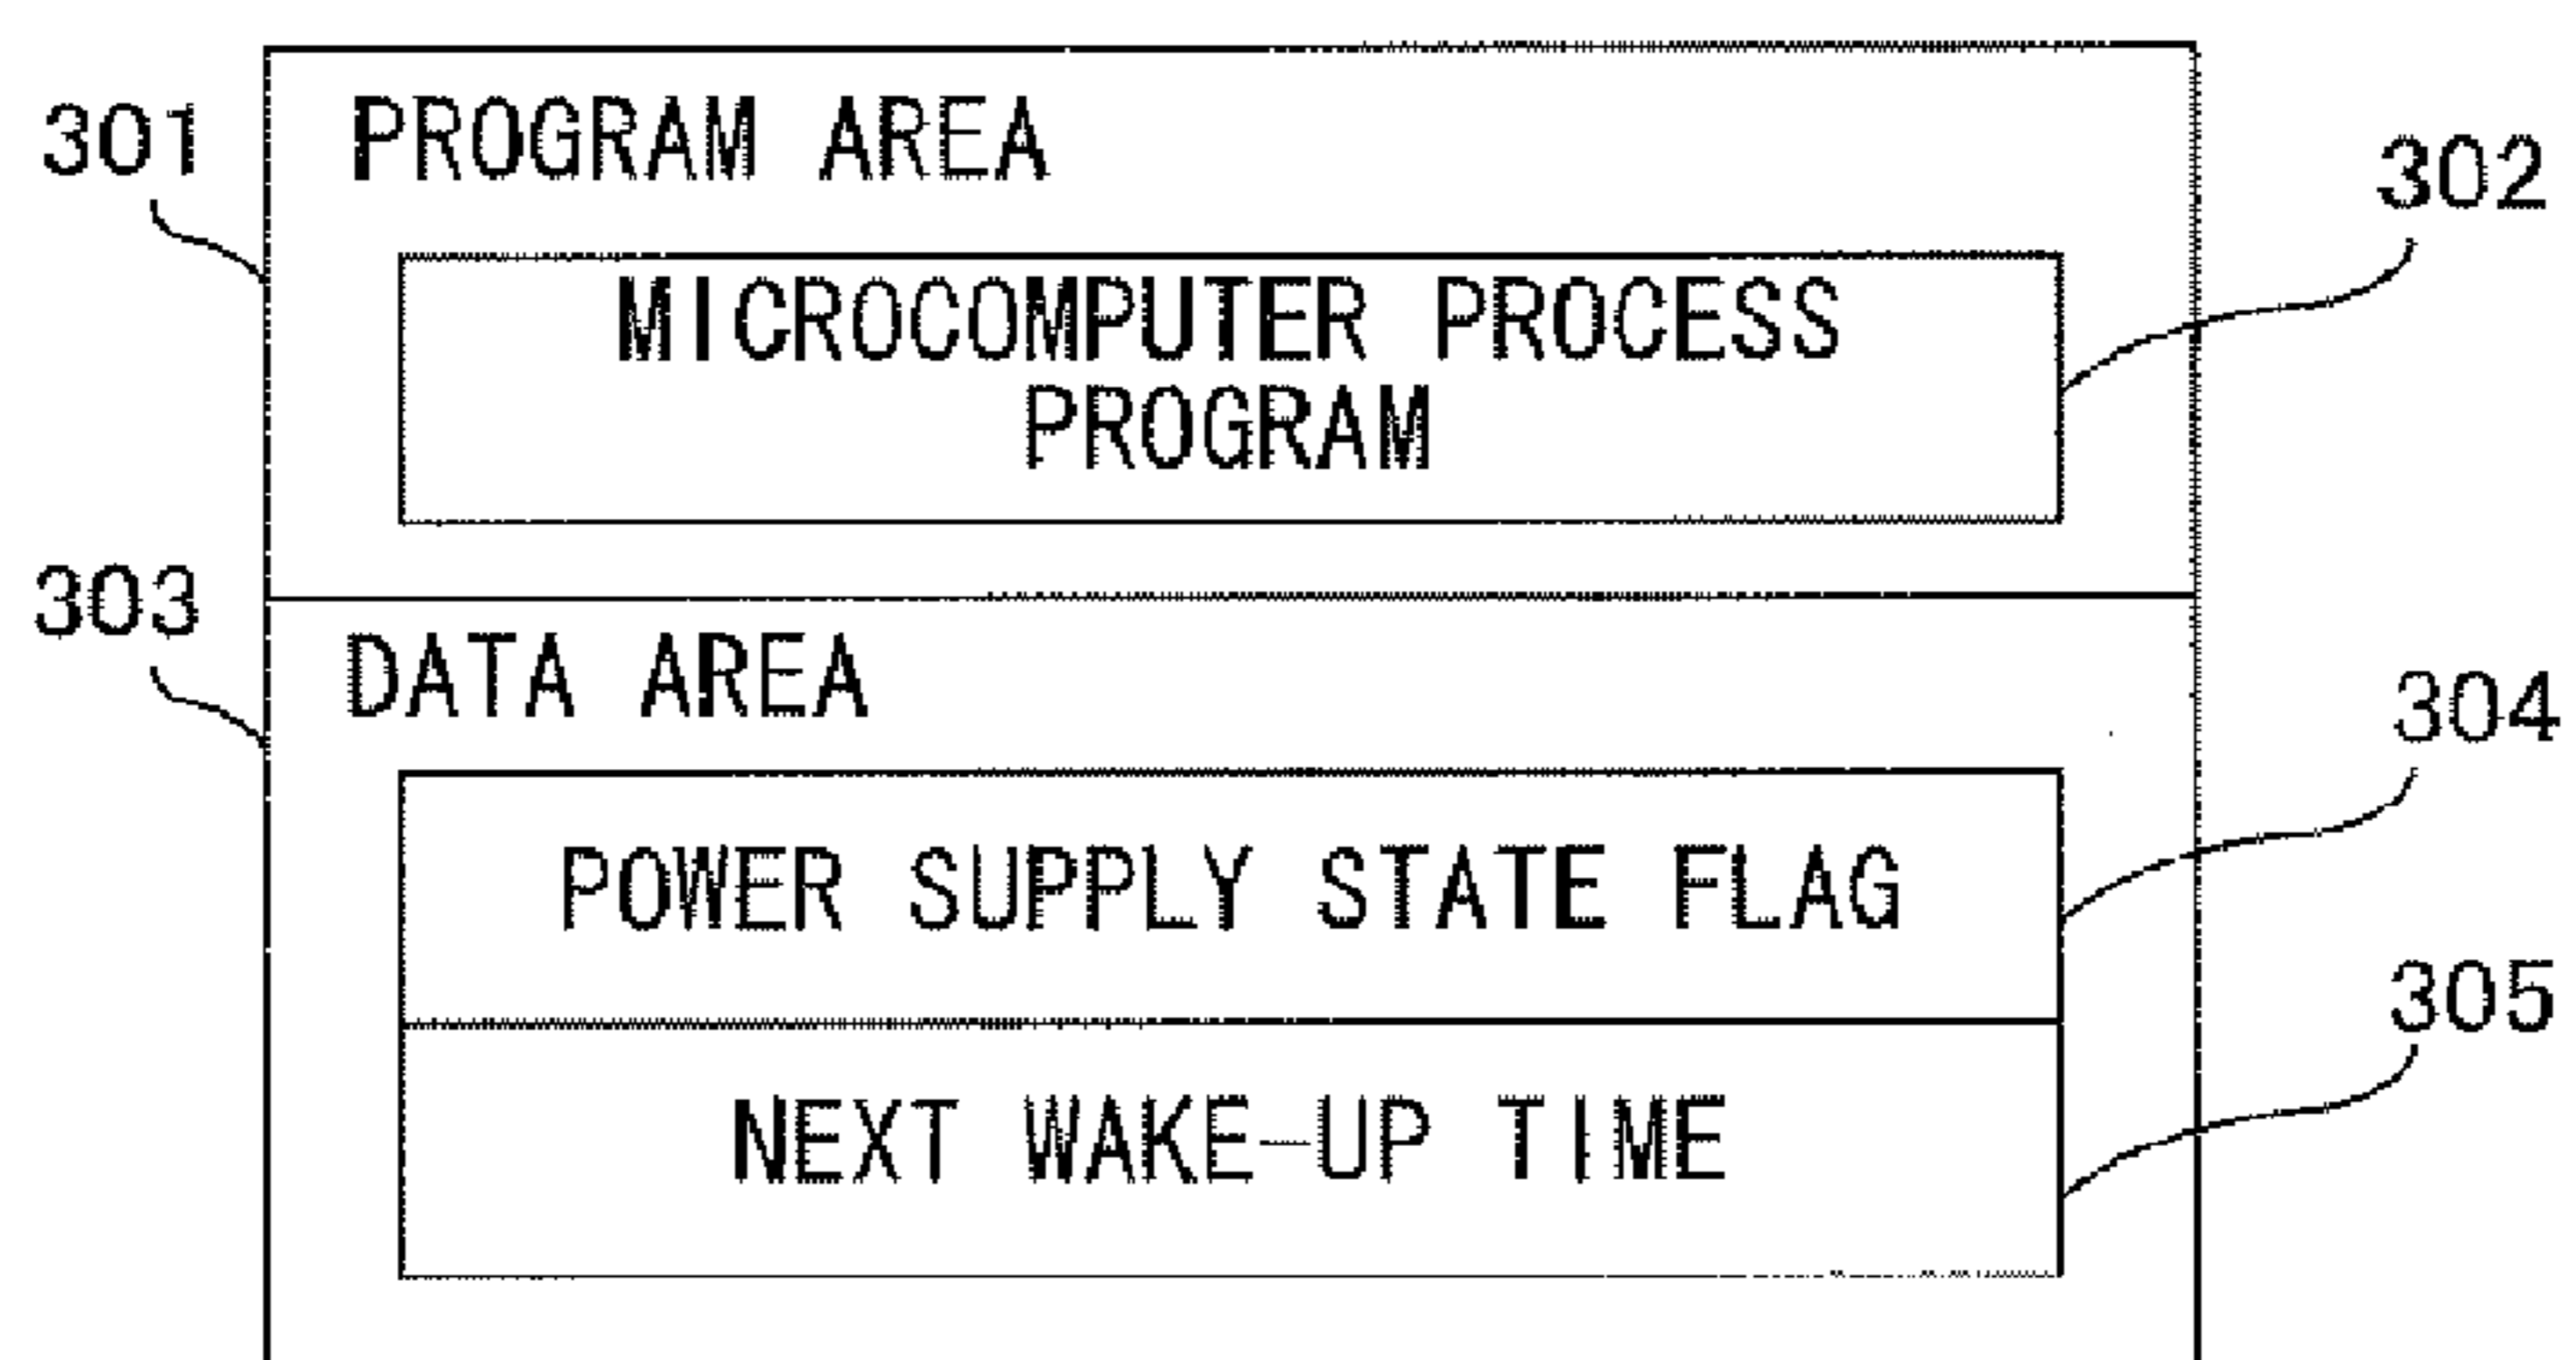 301
PROGRAM AREA
302
MICROCOMPUTER PROCESS
PROGRAM
303
DATA AREA
304
POWER SUPPLY STATE FLAG
305
NEXT WAKE-UP TIME